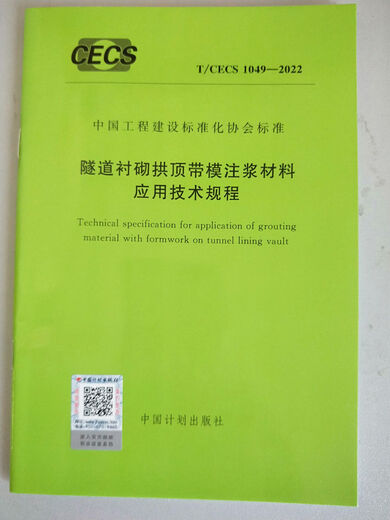 CECS
T/CECS 1049—2022
中国工程建设标准化协会标准
隧道衬砌拱顶带模注浆材料
应用技术规程
Technical specification for application of grouting
material with formwork on tunnel lining vault
中国计划出版社